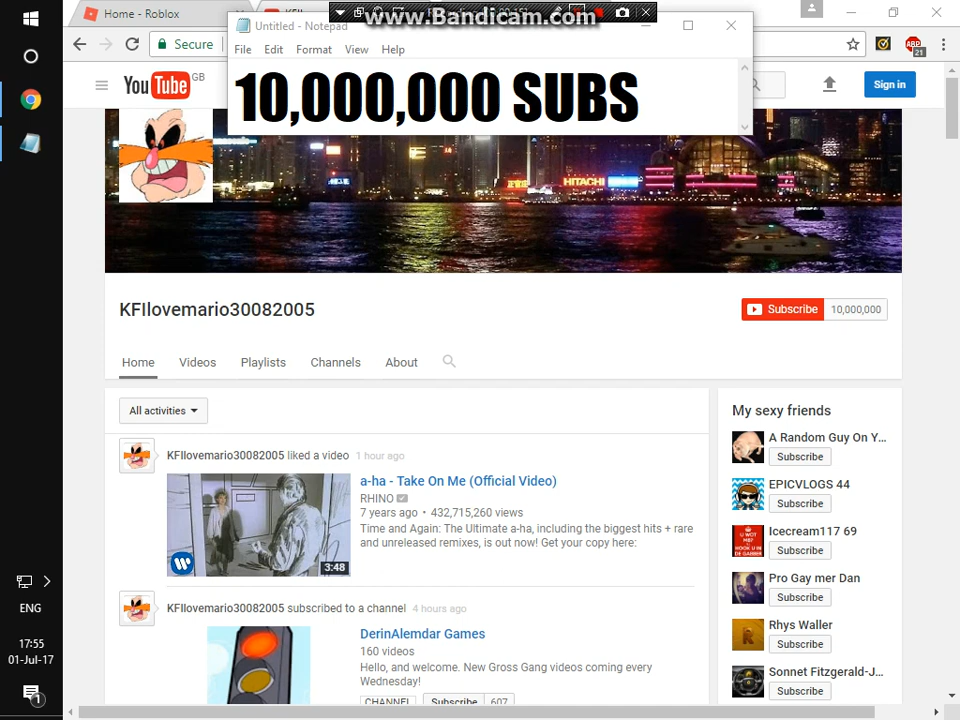 Home - Roblox
www.Bandicam.com
Untitled - Notepad
File Edit Format View Help
10,000,000 SUBS
Secure
ABP
21
YouTube GB
Sign in
HITACHI
KFIlovemario30082005
Subscribe 10,000,000
Home Videos Playlists Channels About
All activities
KFIlovemario30082005 liked a video 1 hour ago
a-ha - Take On Me (Official Video)
RHINO
7 years ago • 432,715,260 views
Time and Again: The Ultimate a-ha, including the biggest hits + rare
and unreleased remixes, is out now! Get your copy here:
3:48
KFIlovemario30082005 subscribed to a channel 4 hours ago
DerinAlemdar Games
160 videos
Hello, and welcome. New Gross Gang videos coming every
Wednesday!
CHANNEL Subscribe 607
My sexy friends
A Random Guy On Y...
Subscribe
EPICVLOGS 44
Subscribe
Icecream117 69
Subscribe
Pro Gay mer Dan
Subscribe
Rhys Waller
Subscribe
Sonnet Fitzgerald-J...
Subscribe
ENG
17:55
01-Jul-17
1